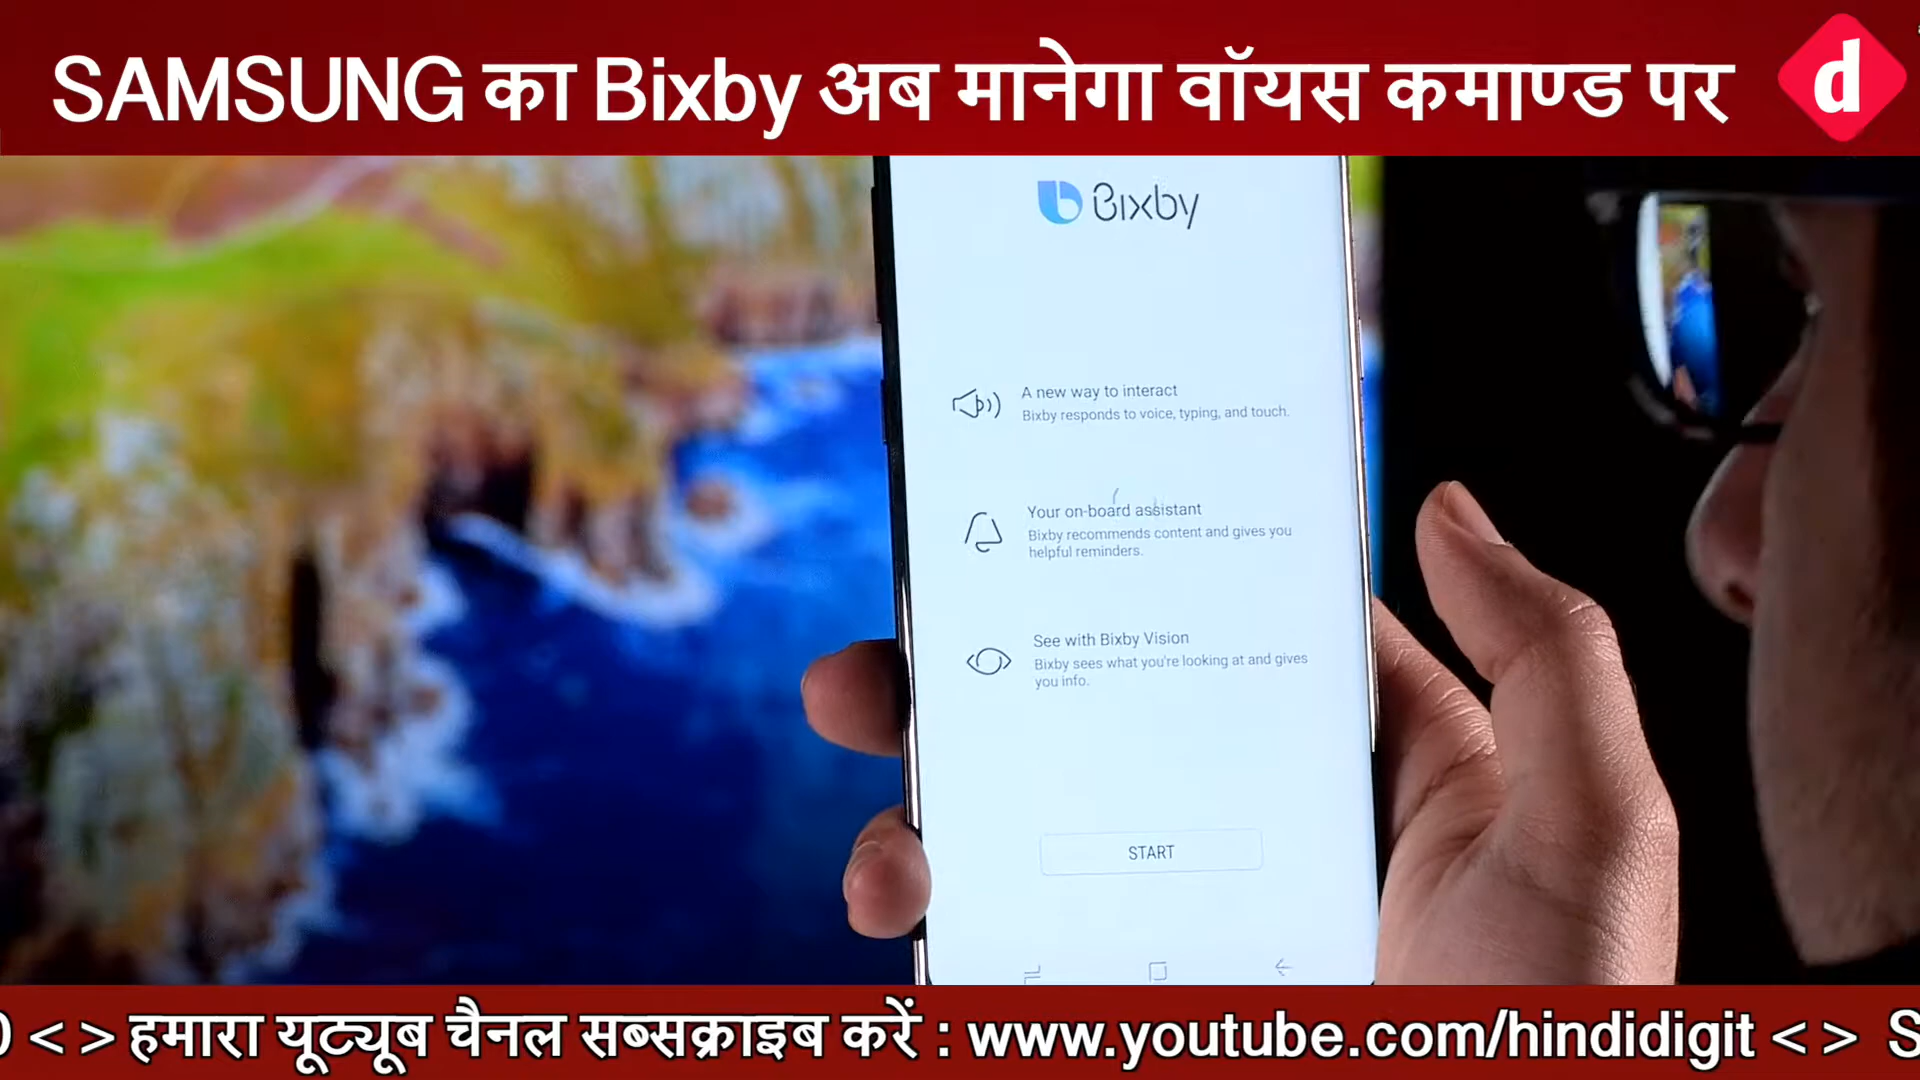 SAMSUNG का Bixby अब मानेगा वॉयस कमाण्ड पर
d
Bixby
A new way to interact
Bixby responds to voice, typing, and touch.
Your on-board assistant
Bixby recommends content and gives you
helpful reminders.
See with Bixby Vision
Bixby sees what you're looking at and gives
you info.
START
< > हमारा यूट्यूब चैनल सब्सक्राइब करें : www.youtube.com/hindidigit < > S